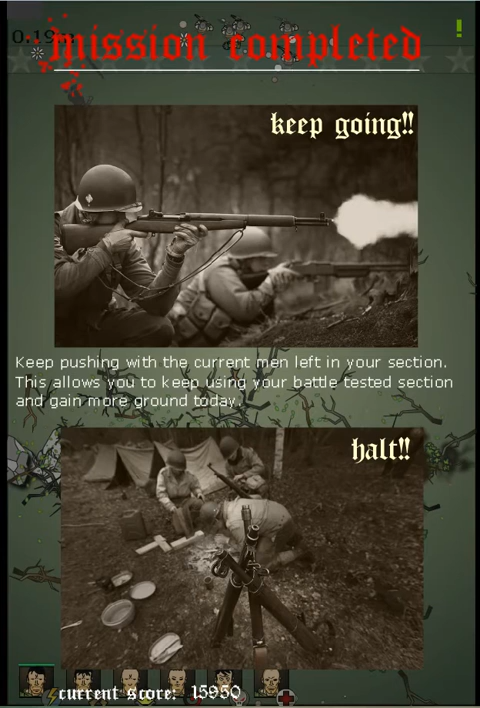 mission completed
keep going!!
Keep pushing with the current men left in your section.
This allows you to keep using your battle tested section
and gain more ground today.
halt!!
current score: 15950